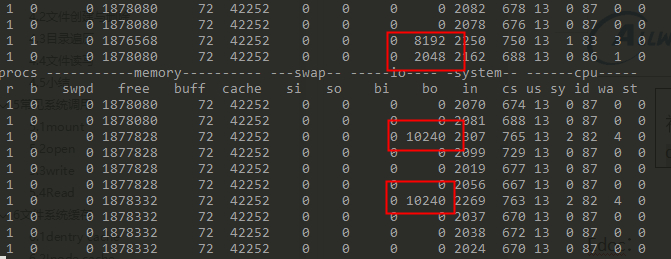 1 0 0 1878080 72 42252 0 0 0 0 2082 678 13 0 87 0 0
1 0 0 1878080 72 42252 0 0 0 0 2078 676 13 0 87 0 0
1 1 0 1876568 72 42252 0 0 0 8192 2250 750 13 1 83 3 0
1 0 0 1878080 72 42252 0 0 0 2048 2162 688 13 0 86 1 0
procs -----------memory---------- ---swap-- -----io---- -system-- ------cpu-----
r b swpd free buff cache si so bi bo in cs us sy id wa st
1 0 0 1878080 72 42252 0 0 0 0 2070 674 13 0 87 0 0
1 0 0 1878080 72 42252 0 0 0 0 2081 688 13 0 87 0 0
1 0 0 1877828 72 42252 0 0 0 10240 2307 765 13 2 82 4 0
1 0 0 1877828 72 42252 0 0 0 0 2099 729 13 0 87 0 0
1 0 0 1877828 72 42252 0 0 0 0 2019 677 13 0 87 0 0
1 0 0 1877828 72 42252 0 0 0 0 2056 667 13 0 87 0 0
1 0 0 1878332 72 42252 0 0 0 10240 2269 763 13 2 82 4 0
1 0 0 1878332 72 42252 0 0 0 0 2037 670 13 0 87 0 0
1 0 0 1878332 72 42252 0 0 0 0 2038 672 13 0 87 0 0
1 0 0 1878332 72 42252 0 0 0 0 2024 670 13 0 87 0 0